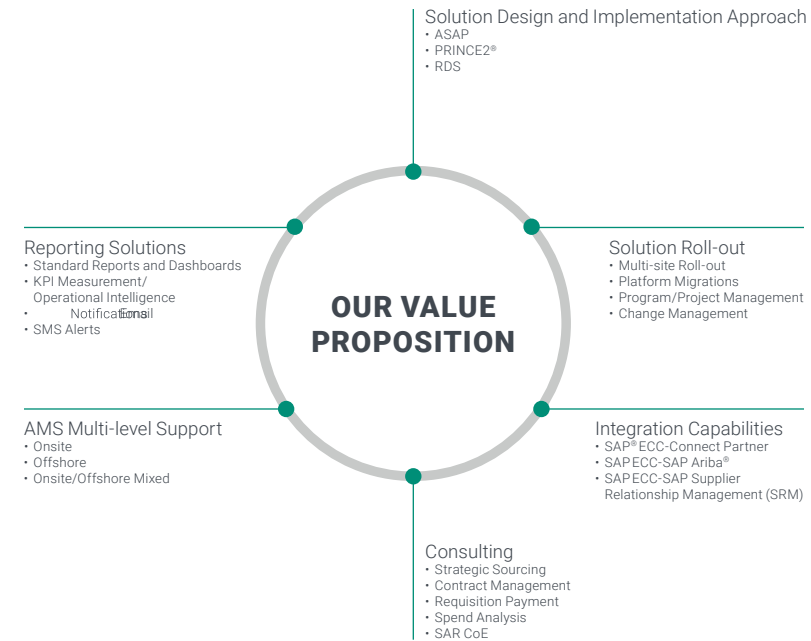 Solution Design and Implementation Approach
• ASAP
• PRINCE2®
• RDS
Reporting Solutions
• Standard Reports and Dashboards
• KPI Measurement/
Operational Intelligence
• Email Notifications
• SMS Alerts
OUR VALUE
PROPOSITION
Solution Roll-out
• Multi-site Roll-out
• Platform Migrations
• Program/Project Management
• Change Management
AMS Multi-level Support
• Onsite
• Offshore
• Onsite/Offshore Mixed
Integration Capabilities
• SAP® ECC-Connect Partner
• SAP ECC-SAP Ariba®
• SAP ECC-SAP Supplier
Relationship Management (SRM)
Consulting
• Strategic Sourcing
• Contract Management
• Requisition Payment
• Spend Analysis
• SAR CoE